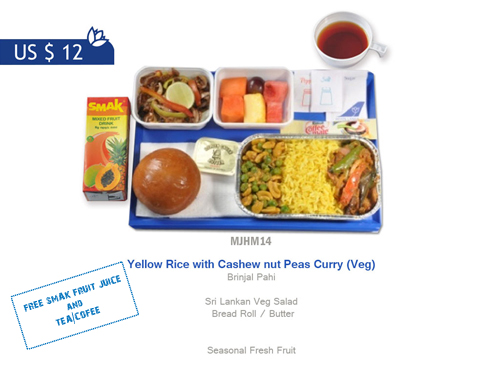 US $ 12
SMAK
MIXED FRUIT
DRINK
MJHM14
Yellow Rice with Cashew nut Peas Curry (Veg)
Brinjal Pahi
Sri Lankan Veg Salad
Bread Roll / Butter
Seasonal Fresh Fruit
FREE SMAK FRUIT JUICE
AND
TEA/COFEE